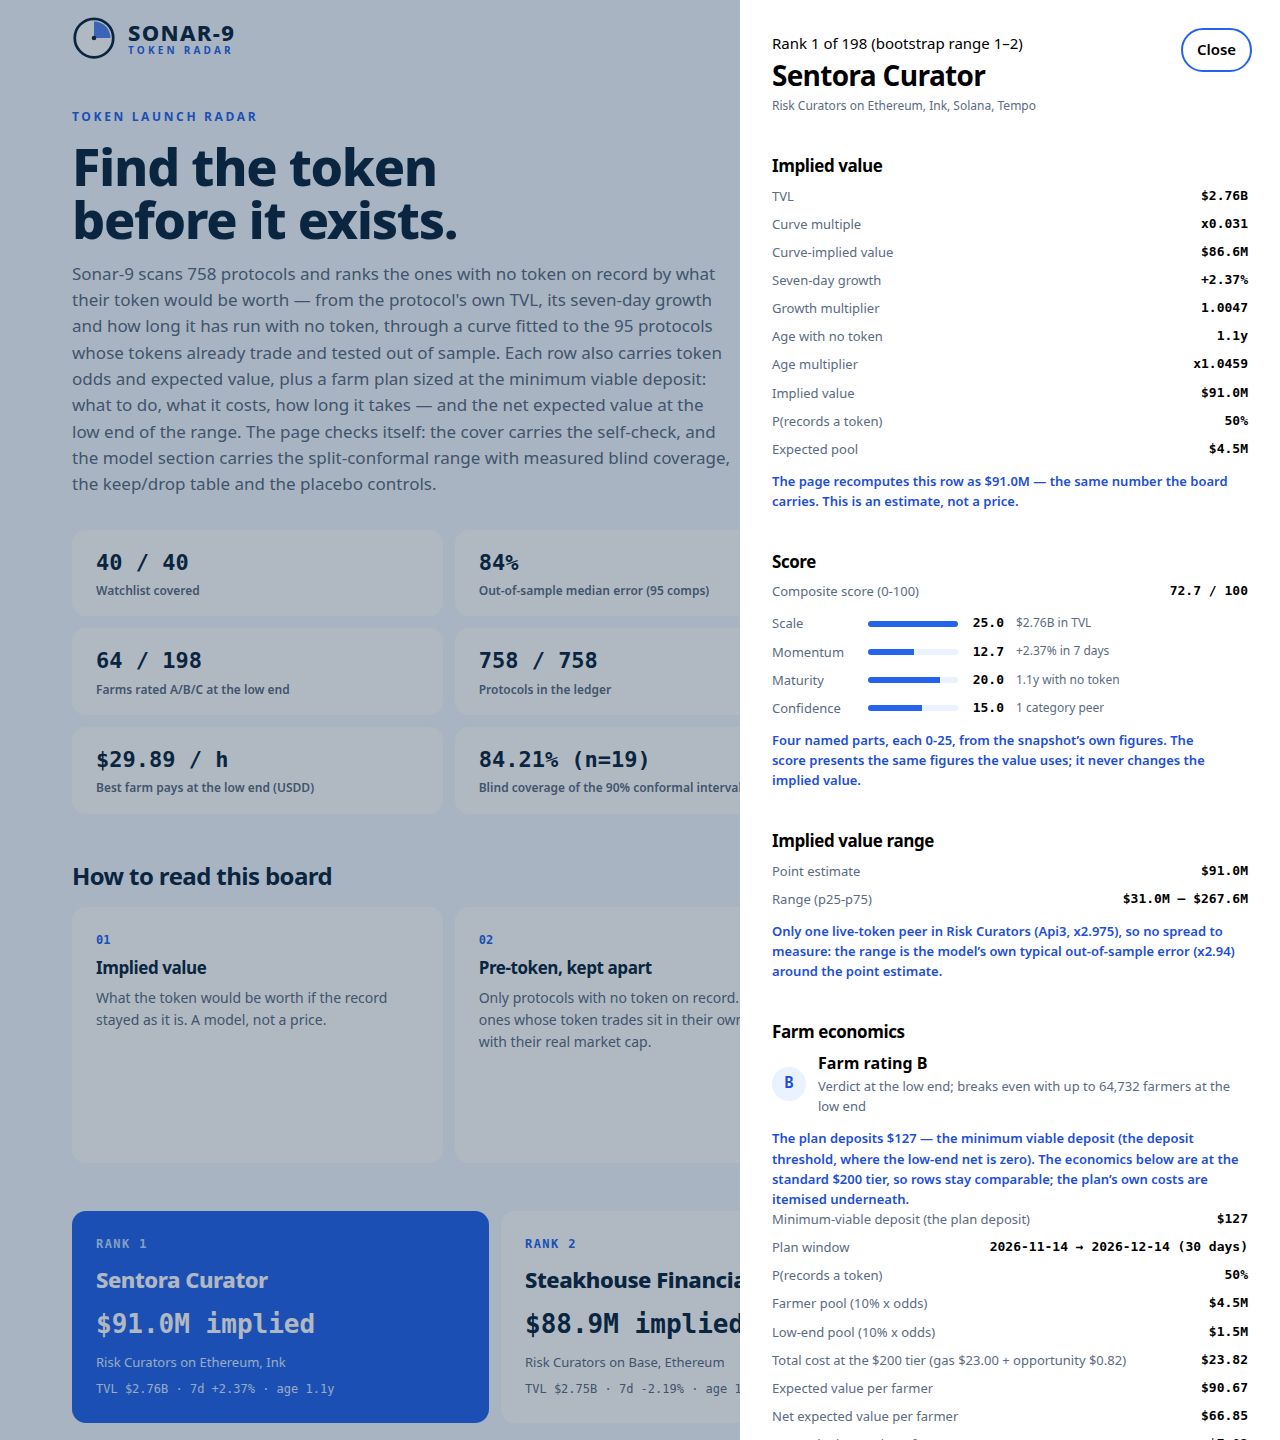 SONAR-9
TOKEN RADAR
TOKEN LAUNCH RADAR
Find the token
before it exists.
Sonar-9 scans 758 protocols and ranks the ones with no token on record by what
their token would be worth — from the protocol's own TVL, its seven-day growth
and how long it has run with no token, through a curve fitted to the 95 protocols
whose tokens already trade and tested out of sample. Each row also carries token
odds and expected value, plus a farm plan sized at the minimum viable deposit:
what to do, what it costs, how long it takes — and the net expected value at the
low end of the range. The page checks itself: the cover carries the self-check, and
the model section carries the split-conformal range with measured blind coverage,
the keep/drop table and the placebo controls.
40 / 40
Watchlist covered
84%
Out-of-sample median error (95 comps)
64 / 198
Farms rated A/B/C at the low end
758 / 758
Protocols in the ledger
$29.89 / h
Best farm pays at the low end (USDD)
84.21% (n=19)
Blind coverage of the 90% conformal interval
How to read this board
01
Implied value
What the token would be worth if the record
stayed as it is. A model, not a price.
02
Pre-token, kept apart
Only protocols with no token on record.
ones whose token trades sit in their own
with their real market cap.
RANK 1
Sentora Curator
$91.0M implied
Risk Curators on Ethereum, Ink
TVL $2.76B · 7d +2.37% · age 1.1y
RANK 2
Steakhouse
$88.9M implied
Risk Curators on Base, Ethereum
TVL $2.75B · 7d -2.19% · age
Rank 1 of 198 (bootstrap range 1–2)
Close
Sentora Curator
Risk Curators on Ethereum, Ink, Solana, Tempo
Implied value
TVL $2.76B
Curve multiple x0.031
Curve-implied value $86.6M
Seven-day growth +2.37%
Growth multiplier 1.0047
Age with no token 1.1y
Age multiplier x1.0459
Implied value $91.0M
P(records a token) 50%
Expected pool $4.5M
The page recomputes this row as $91.0M — the same number the board
carries. This is an estimate, not a price.
Score
Composite score (0-100) 72.7 / 100
Scale 25.0 $2.76B in TVL
Momentum 12.7 +2.37% in 7 days
Maturity 20.0 1.1y with no token
Confidence 15.0 1 category peer
Four named parts, each 0-25, from the snapshot’s own figures. The
score presents the same figures the value uses; it never changes the
implied value.
Implied value range
Point estimate $91.0M
Range (p25-p75) $31.0M — $267.6M
Only one live-token peer in Risk Curators (Api3, x2.975), so no spread to
measure: the range is the model’s own typical out-of-sample error (x2.94)
around the point estimate.
Farm economics
B
Farm rating B
Verdict at the low end; breaks even with up to 64,732 farmers at the
low end
The plan deposits $127 — the minimum viable deposit (the deposit
threshold, where the low-end net is zero). The economics below are at the
standard $200 tier, so rows stay comparable; the plan’s own costs are
itemised underneath.
Minimum-viable deposit (the plan deposit) $127
Plan window 2026-11-14 → 2026-12-14 (30 days)
P(records a token) 50%
Farmer pool (10% x odds) $4.5M
Low-end pool (10% x odds) $1.5M
Total cost at the $200 tier (gas $23.00 + opportunity $0.82) $23.82
Expected value per farmer $90.67
Net expected value per farmer $66.85